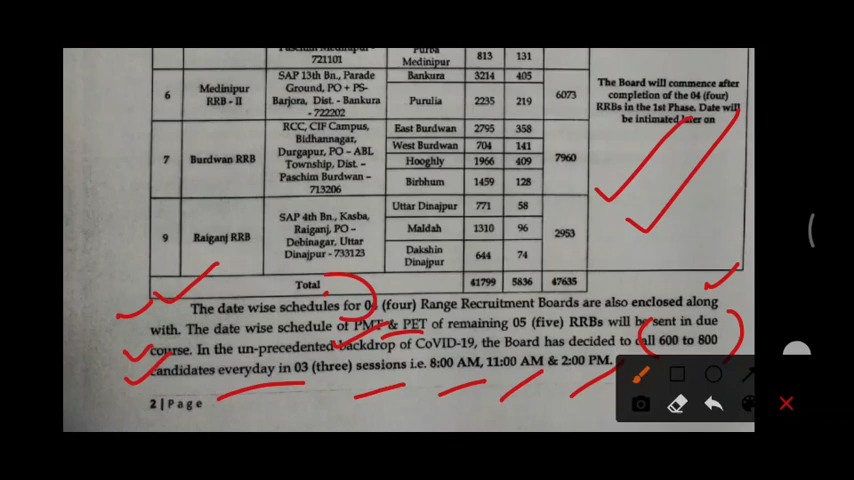 Paschim Medinipur -
721101
Purba
Medinipur
813 131
6
Medinipur
RRB - II
SAP 13th Bn., Parade
Ground, PO + PS-
Barjora, Dist. - Bankura
- 722202
Bankura 3214 405
Purulia 2235 219
6073
The Board will commence after
completion of the 04 (four)
RRBs in the 1st Phase. Date will
be intimated later on
7
Burdwan RRB
RCC, CIF Campus,
Bidhannagar,
Durgapur, PO - ABL
Township, Dist. -
Paschim Burdwan -
713206
East Burdwan 2795 358
West Burdwan 704 141
Hooghly 1966 409
Birbhum 1459 128
7960
9
Raiganj RRB
SAP 4th Bn., Kasba,
Raiganj, PO -
Debinagar, Uttar
Dinajpur - 733123
Uttar Dinajpur 771 58
Maldah 1310 96
Dakshin
Dinajpur
644 74
2953
Total 41799 5836 47635
The date wise schedules for 04 (four) Range Recruitment Boards are also enclosed along
with. The date wise schedule of PMT & PET of remaining 05 (five) RRBs will be sent in due
course. In the un-precedented backdrop of CoVID-19, the Board has decided to call 600 to 800
candidates everyday in 03 (three) sessions i.e. 8:00 AM, 11:00 AM & 2:00 PM.
2 | Page